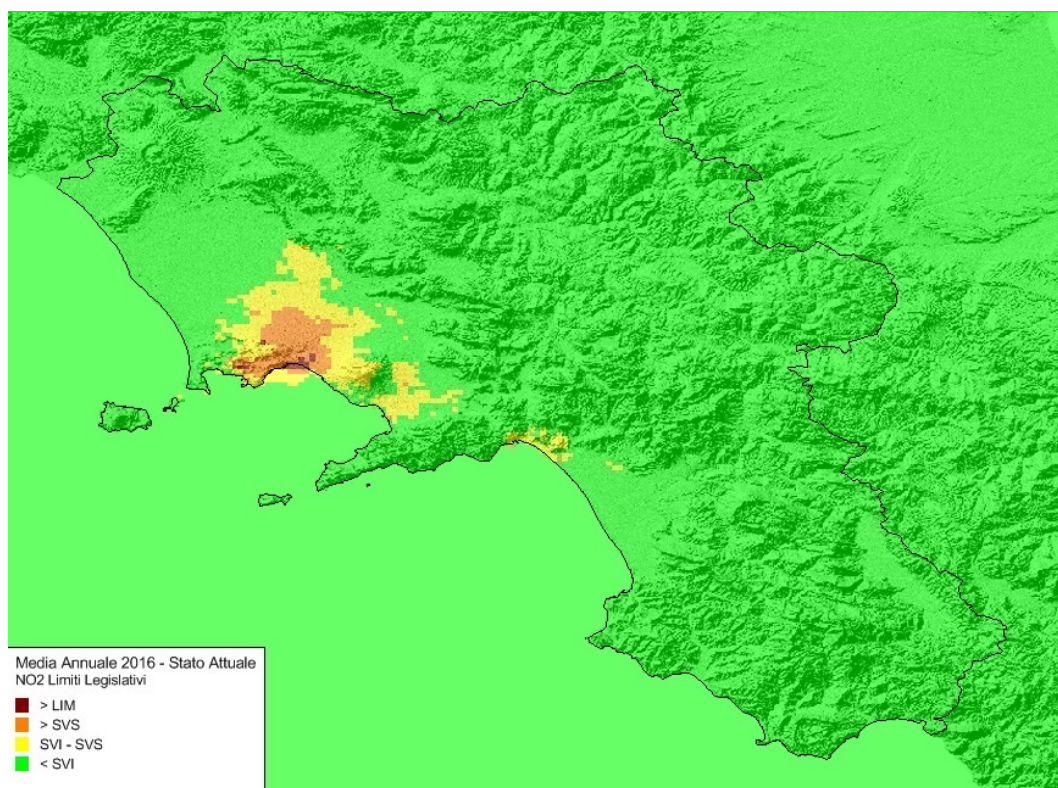 Media Annuale 2016 - Stato Attuale
NO2 Limiti Legislativi
> LIM
> SVS
SVI - SVS
< SVI